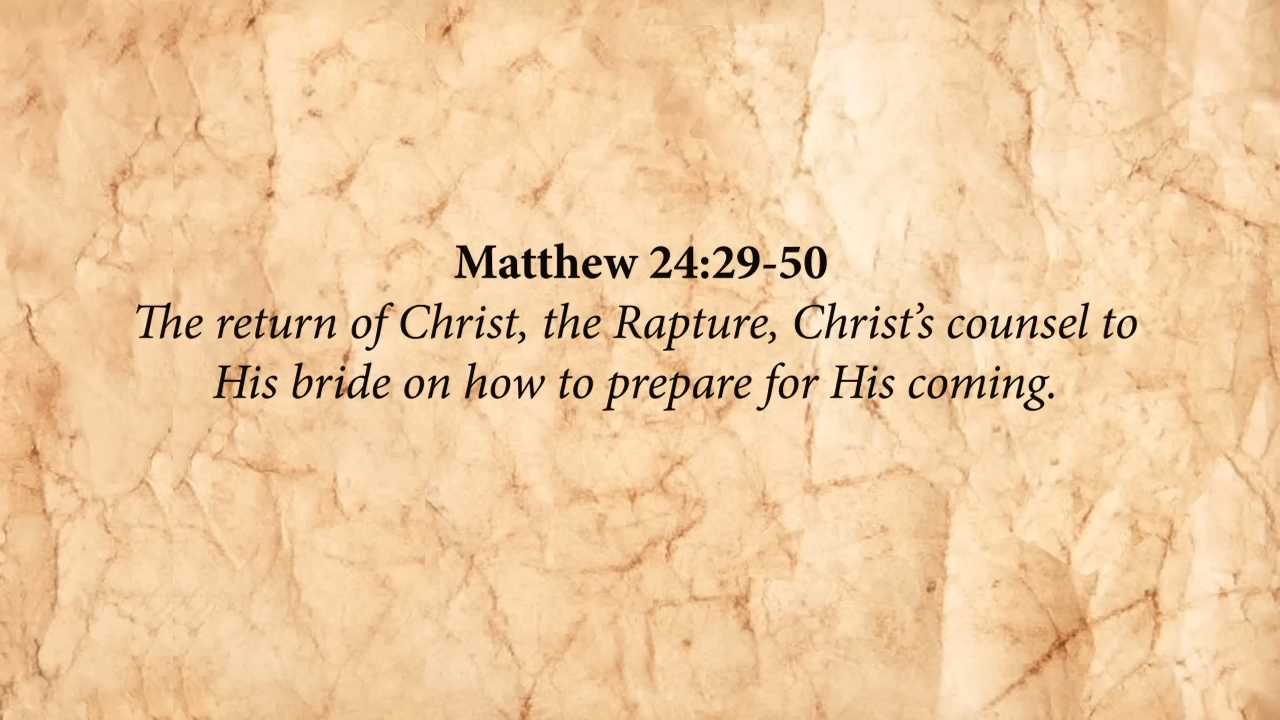 Matthew 24:29-50
The return of Christ, the Rapture, Christ’s counsel to
His bride on how to prepare for His coming.